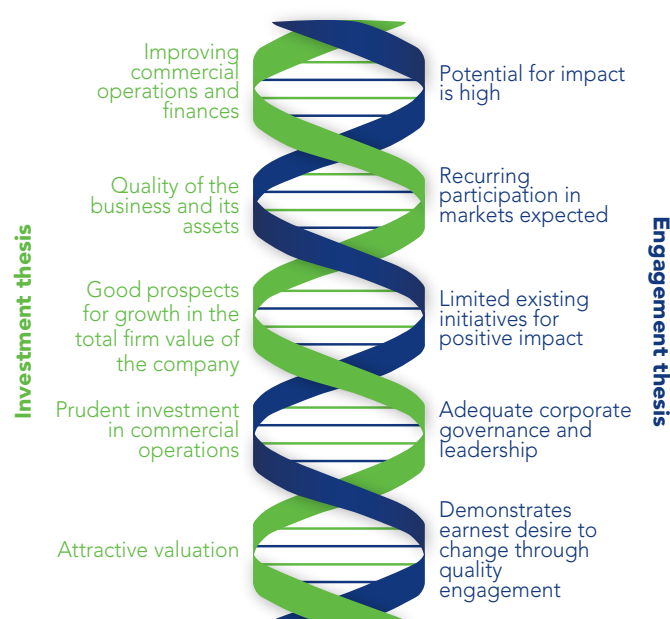 Investment thesis
Improving
commercial
operations and
finances
Quality of the
business and its
assets
Good prospects
for growth in the
total firm value of
the company
Prudent investment
in commercial
operations
Attractive valuation
Potential for impact
is high
Recurring
participation in
markets expected
Limited existing
initiatives for
positive impact
Adequate corporate
governance and
leadership
Demonstrates
earnest desire to
change through
quality
engagement
Engagement thesis